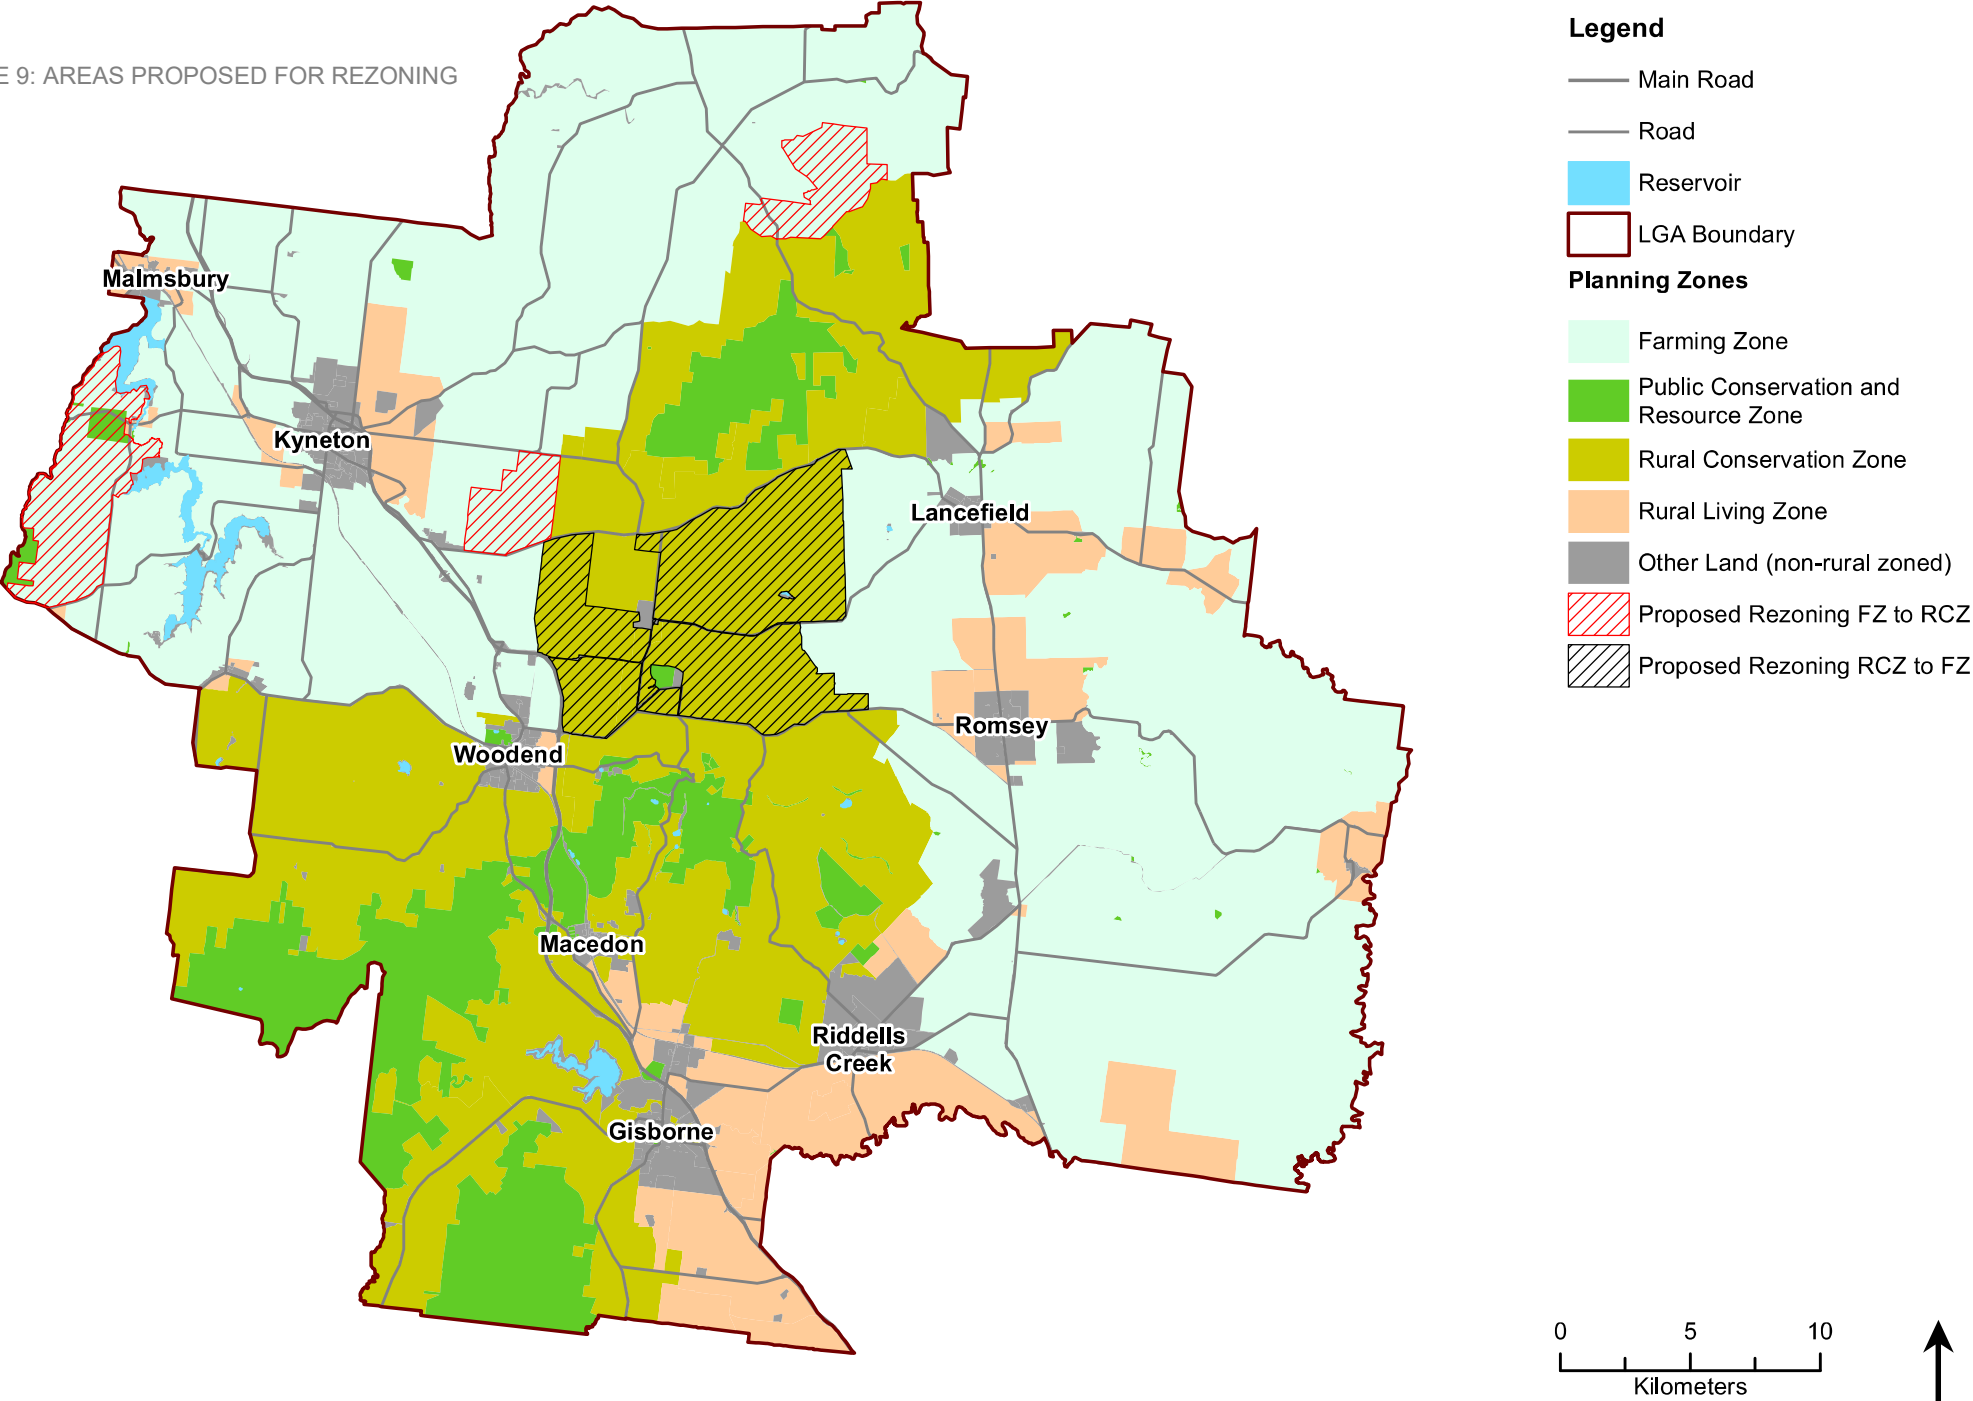 E 9: AREAS PROPOSED FOR REZONING
Legend
Main Road
Road
Reservoir
LGA Boundary
Planning Zones
Farming Zone
Public Conservation and
Resource Zone
Rural Conservation Zone
Rural Living Zone
Other Land (non-rural zoned)
Proposed Rezoning FZ to RCZ
Proposed Rezoning RCZ to FZ
Malmsbury
Kyneton
Lancefield
Romsey
Woodend
Macedon
Riddells
Creek
Gisborne
0 5 10
Kilometers